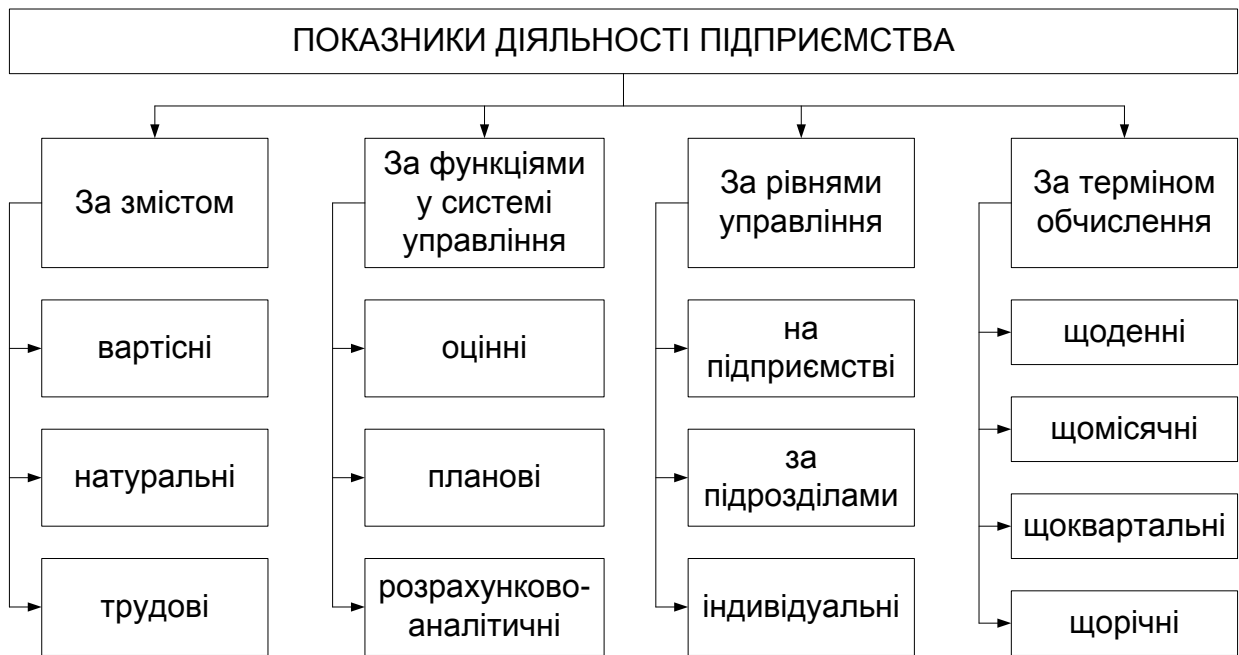 ПОКАЗНИКИ ДІЯЛЬНОСТІ ПІДПРИЄМСТВА
За змістом
вартісні
натуральні
трудові
За функціями
у системі
управління
оцінні
планові
розрахунково-
аналітичні
За рівнями
управління
на
підприємстві
за
підрозділами
індивідуальні
За терміном
обчислення
щоденні
щомісячні
щоквартальні
щорічні